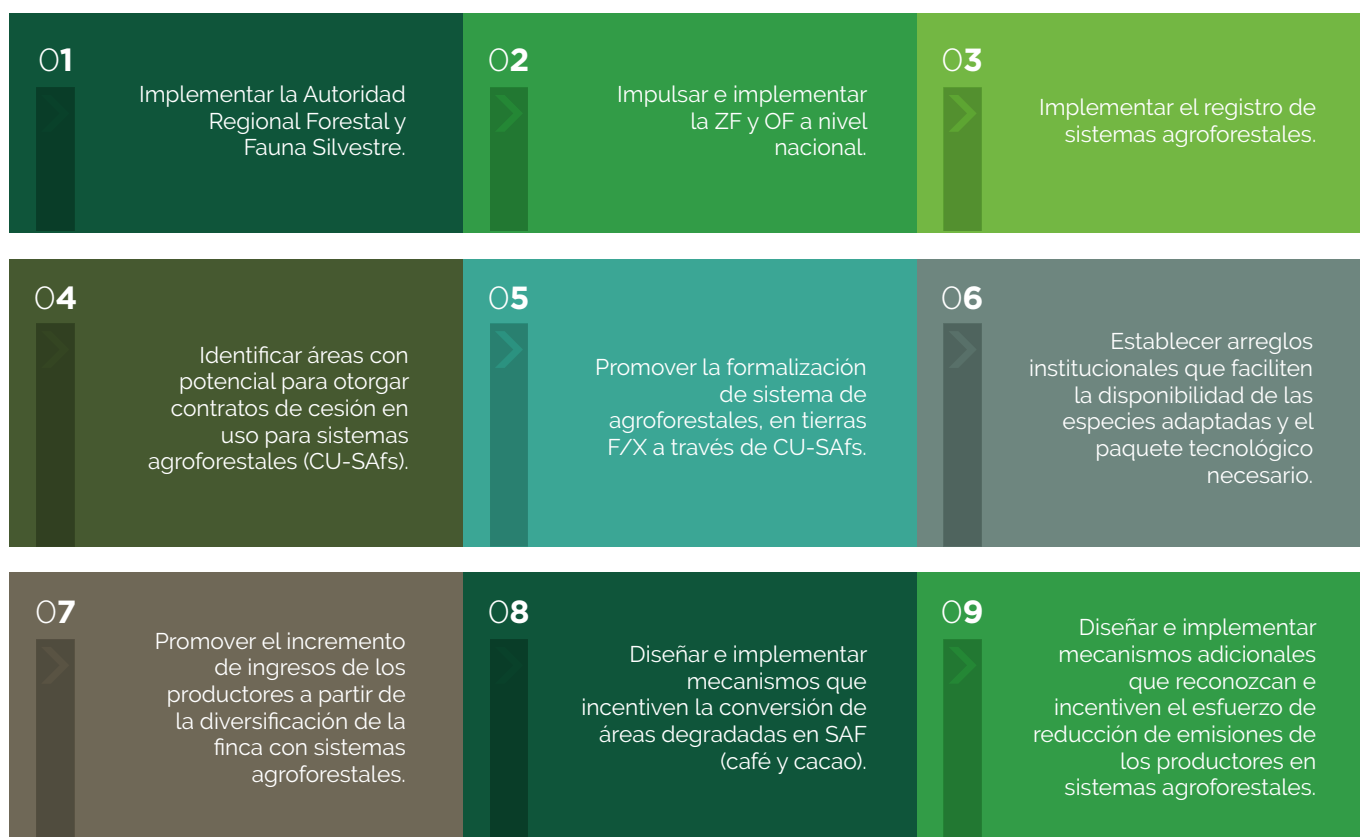 01
Implementar la Autoridad
Regional Forestal y
Fauna Silvestre.
02
Impulsar e implementar
la ZF y OF a nivel
nacional.
03
Implementar el registro de
sistemas agroforestales.
04
Identificar áreas con
potencial para otorgar
contratos de cesión en
uso para sistemas
agroforestales (CU-SAfs).
05
Promover la formalización
de sistema de
agroforestales, en tierras
F/X a través de CU-SAfs.
06
Establecer arreglos
institucionales que faciliten
la disponibilidad de las
especies adaptadas y el
paquete tecnológico
necesario.
07
Promover el incremento
de ingresos de los
productores a partir de
la diversificación de la
finca con sistemas
agroforestales.
08
Diseñar e implementar
mecanismos que
incentiven la conversión de
áreas degradadas en SAF
(café y cacao).
09
Diseñar e implementar
mecanismos adicionales
que reconozcan e
incentiven el esfuerzo de
reducción de emisiones de
los productores en
sistemas agroforestales.